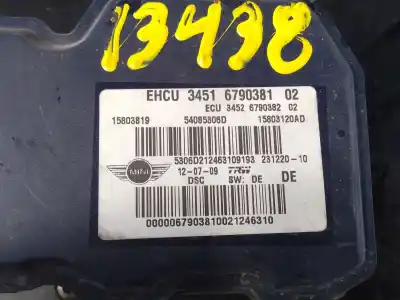 13438
EHCU 3451 6790381 02
ECU 3452 6790382 02
15803819 54085806D 15803120AD
5306D212463109193 231220-10
MINI 12-07-09 TRW
DSC SW: DE DE
0000067903810021246310